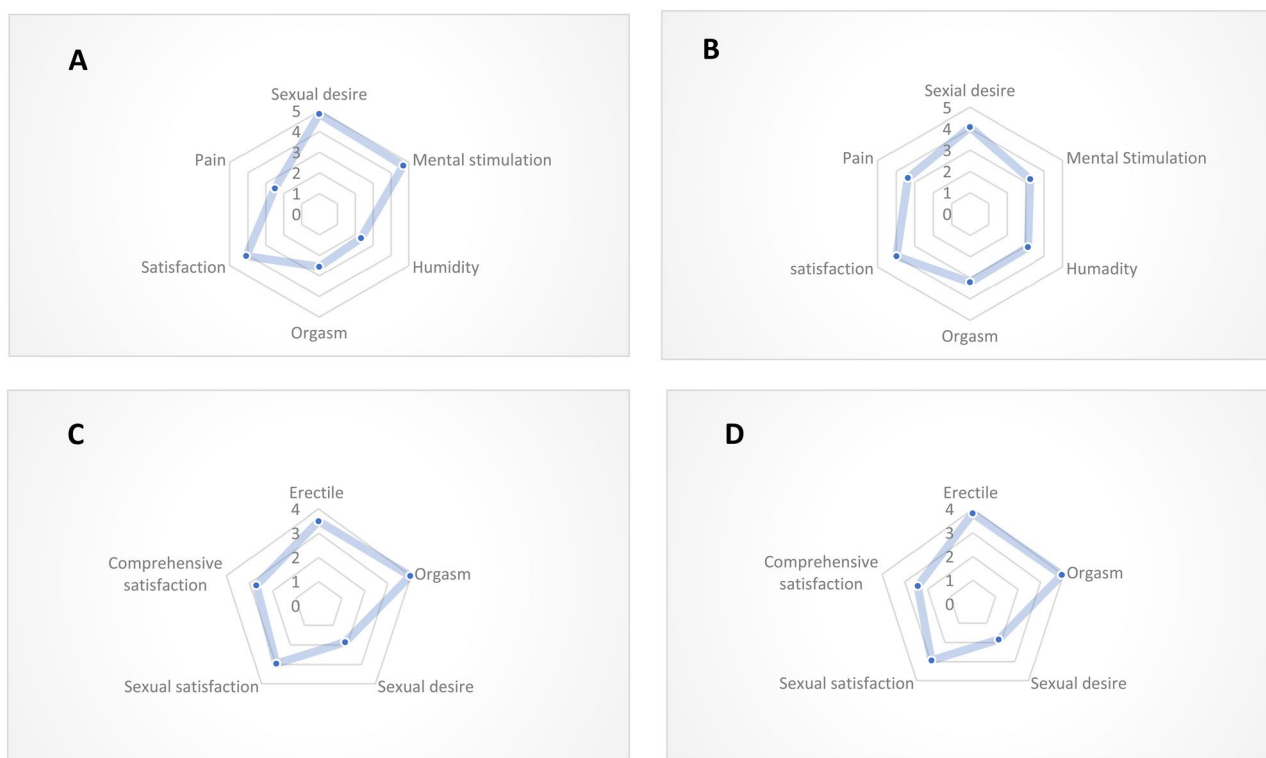 A
Sexual desire
5
4
3
2
1
0
Pain
Mental stimulation
Satisfaction
Humidity
Orgasm
B
Sexial desire
5
4
3
2
1
0
Pain
Mental Stimulation
satisfaction
Humadity
Orgasm
C
Erectile
4
3
2
1
0
Comprehensive
satisfaction
Orgasm
Sexual satisfaction
Sexual desire
D
Erectile
4
3
2
1
0
Comprehensive
satisfaction
Orgasm
Sexual satisfaction
Sexual desire